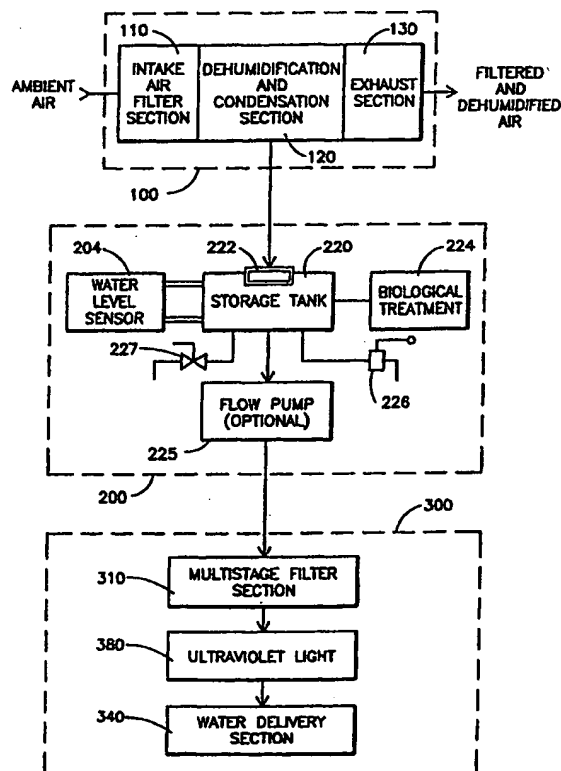 110
130
AMBIENT
AIR
INTAKE
AIR
FILTER
SECTION
DEHUMIDIFICATION
AND
CONDENSATION
SECTION
EXHAUST
SECTION
FILTERED
AND
DEHUMIDIFIED
AIR
120
100
204
222
220
224
WATER
LEVEL
SENSOR
STORAGE TANK
BIOLOGICAL
TREATMENT
227
226
FLOW PUMP
(OPTIONAL)
225
200
300
310
MULTISTAGE FILTER
SECTION
380
ULTRAVIOLET LIGHT
340
WATER DELIVERY
SECTION